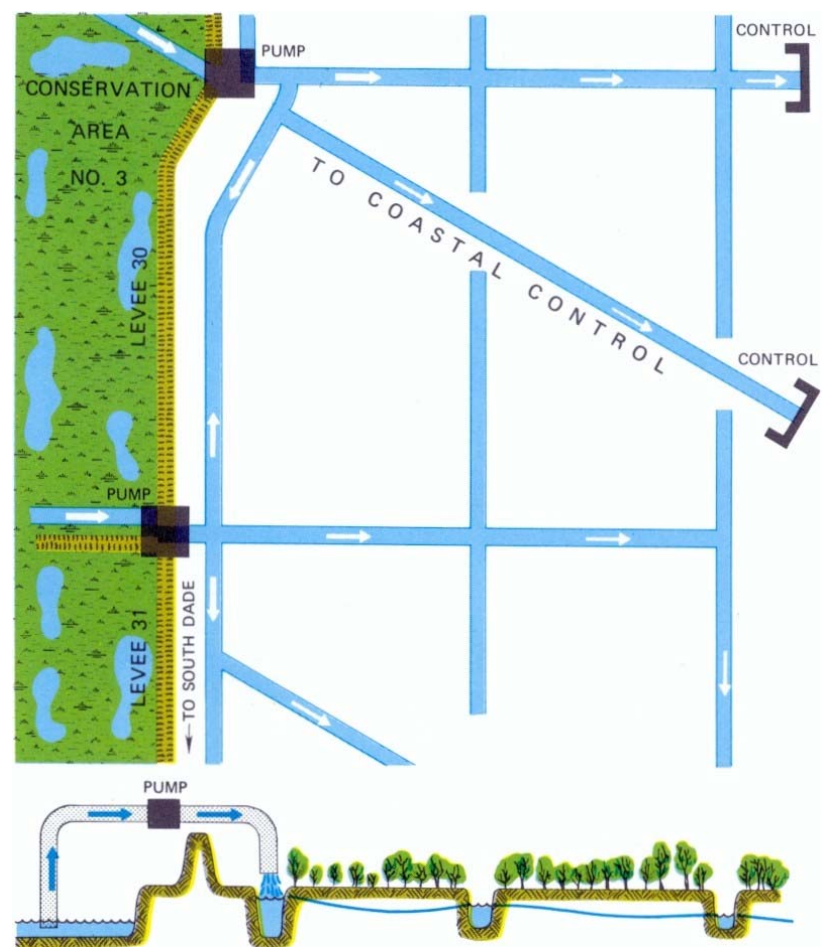 CONTROL
PUMP
CONSERVATION
AREA
NO. 3
TO COASTAL CONTROL
LEVEE 30
CONTROL
PUMP
LEVEE 31
TO SOUTH DADE
PUMP